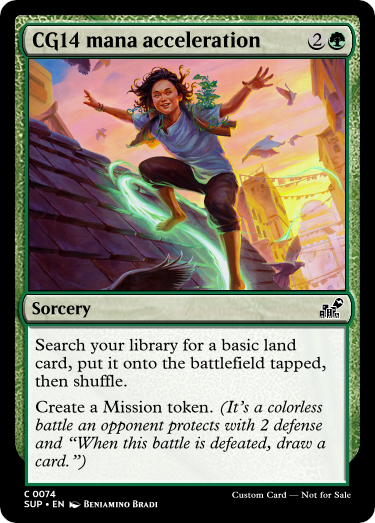 CG14 mana acceleration 2
Sorcery
Search your library for a basic land
card, put it onto the battlefield tapped,
then shuffle.
Create a Mission token. (It's a colorless
battle an opponent protects with 2 defense
and “When this battle is defeated, draw a
card.”)
C 0074
SUP • EN BENIAMINO BRADI
Custom Card — Not for Sale